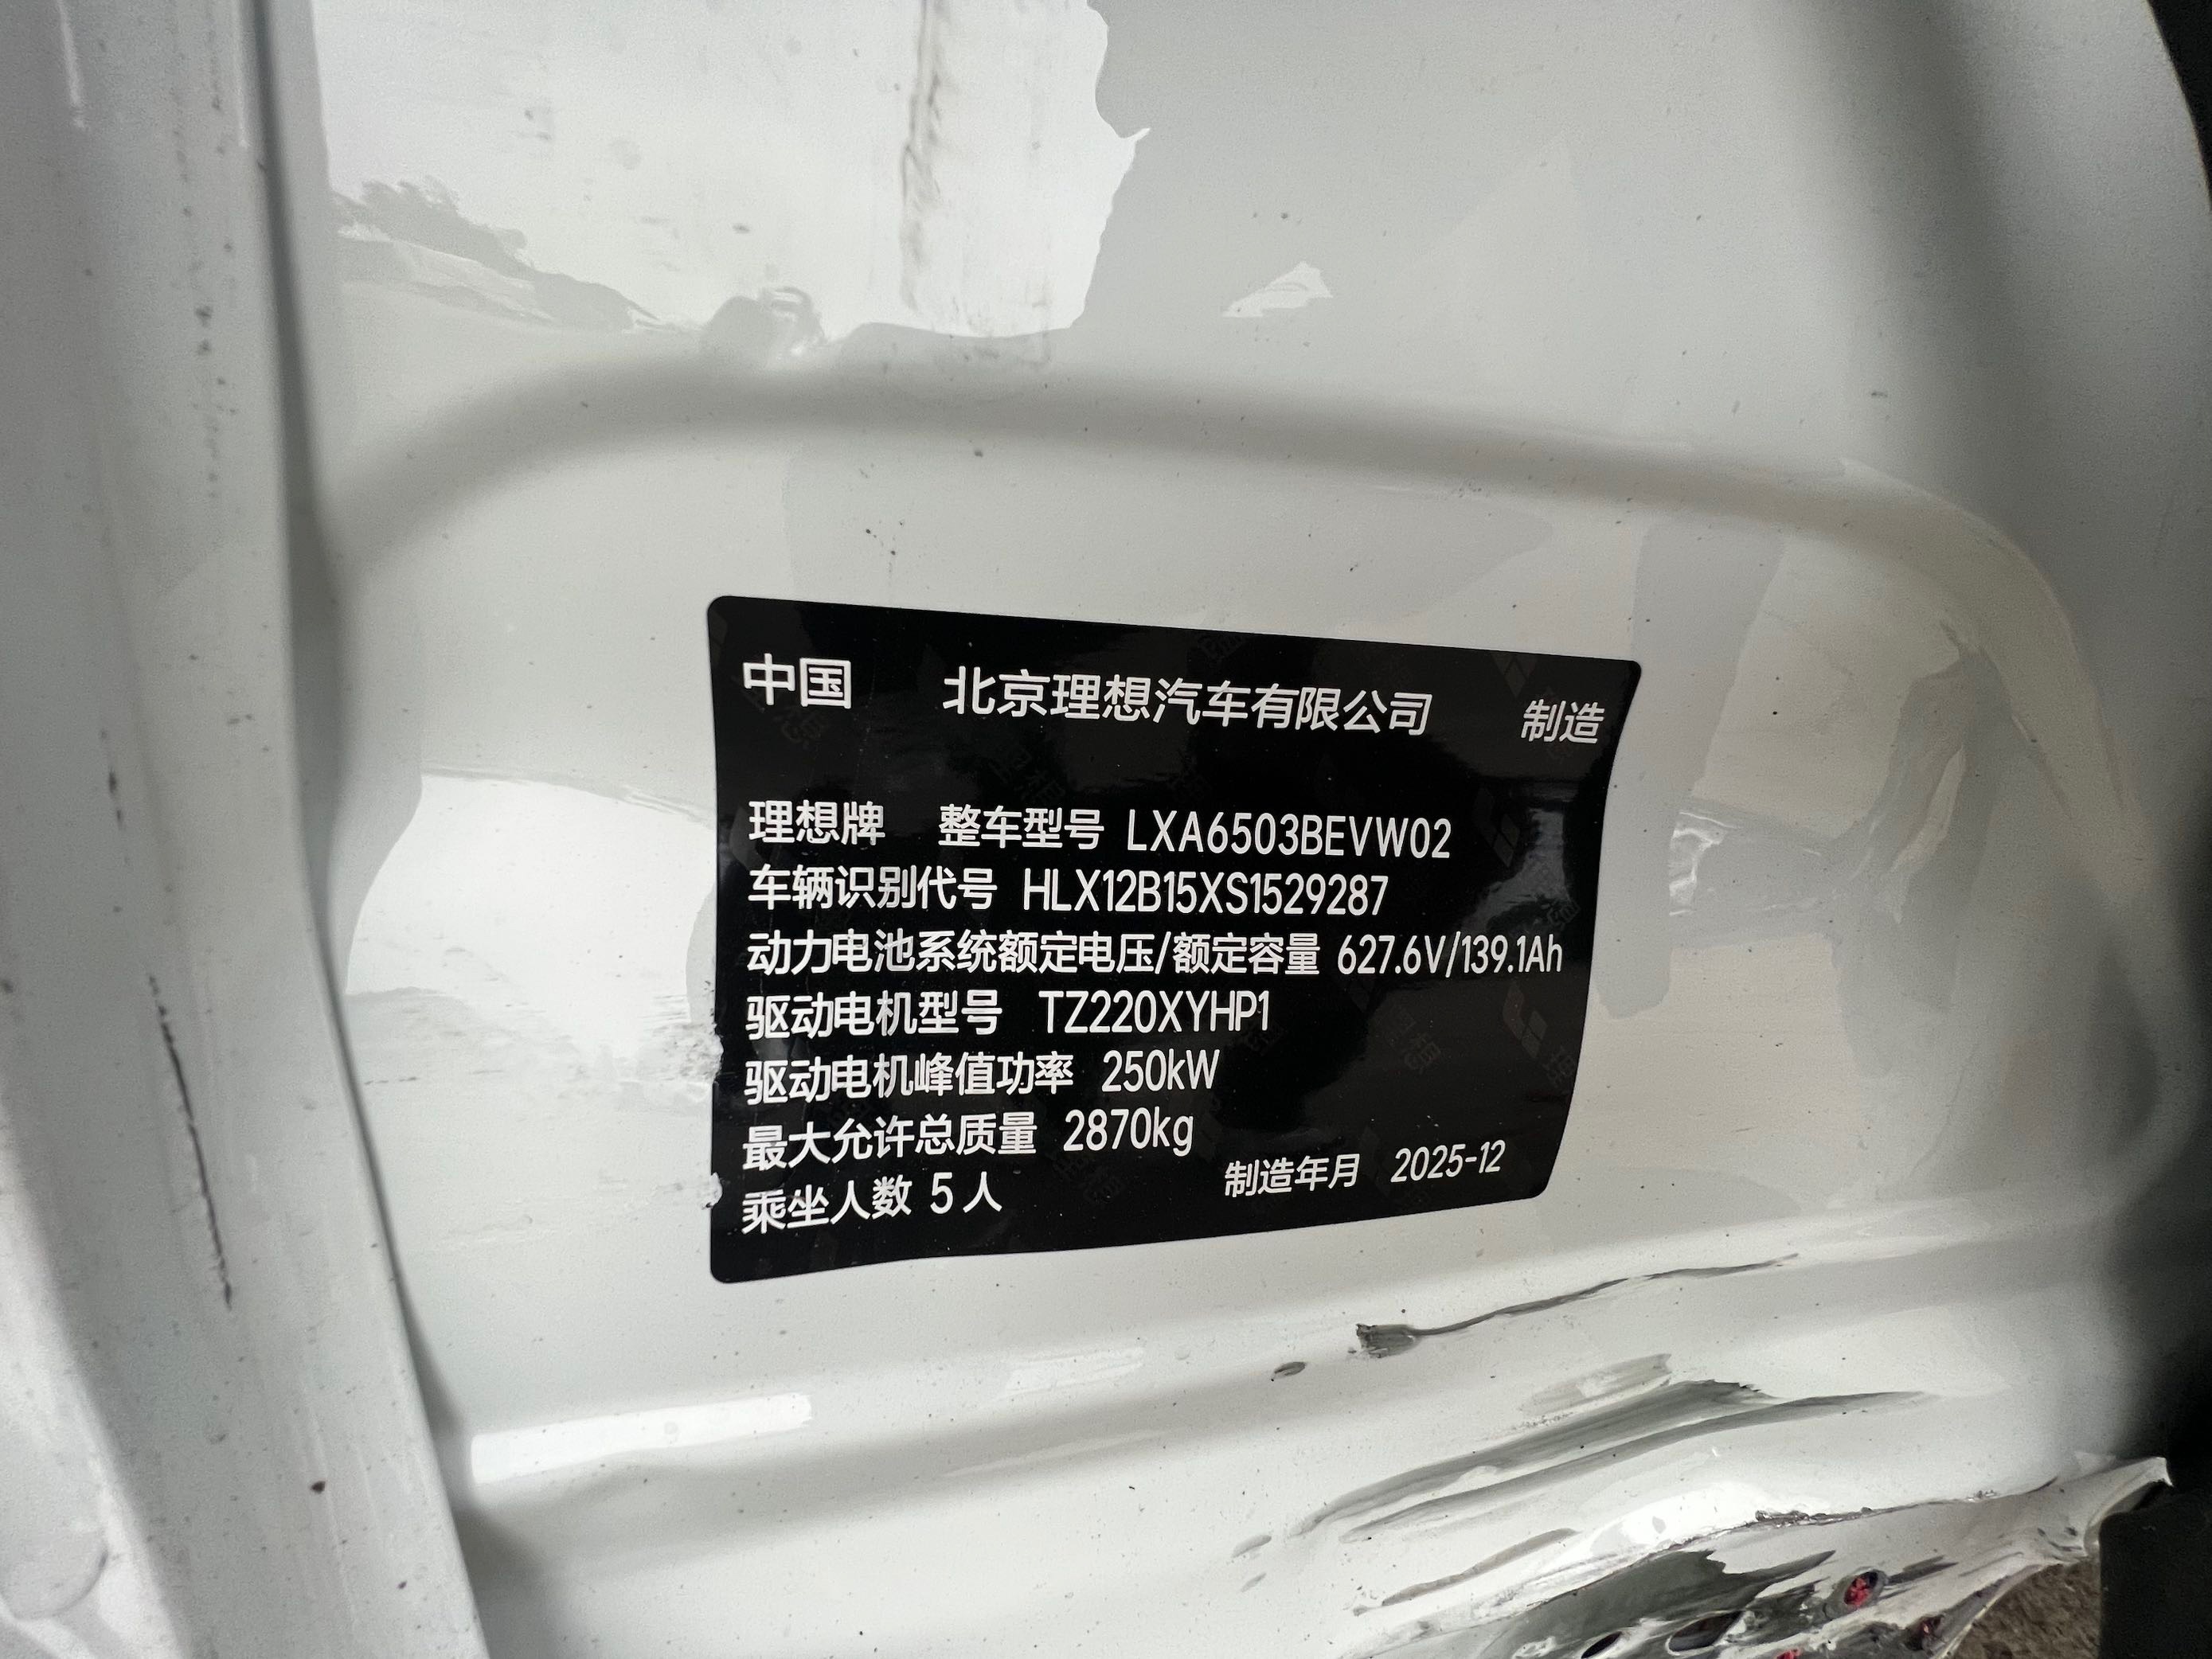 中国 北京理想汽车有限公司 制造
理想牌 整车型号 LXA6503BEVW02
车辆识别代号 HLX12B15XS1529287
动力电池系统额定电压/额定容量 627.6V/139.1Ah
驱动电机型号 TZ220XYHP1
驱动电机峰值功率 250kW
最大允许总质量 2870kg
乘坐人数 5人 制造年月 2025-12